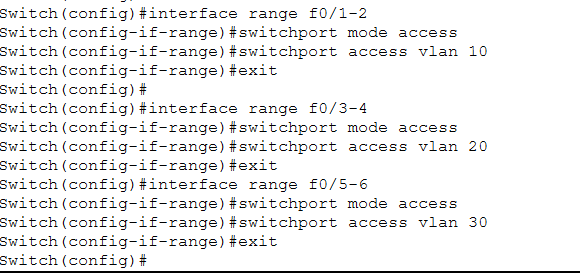 Switch(config)#interface range f0/1-2
Switch(config-if-range)#switchport mode access
Switch(config-if-range)#switchport access vlan 10
Switch(config-if-range)#exit
Switch(config)#
Switch(config)#interface range f0/3-4
Switch(config-if-range)#switchport mode access
Switch(config-if-range)#switchport access vlan 20
Switch(config-if-range)#exit
Switch(config)#interface range f0/5-6
Switch(config-if-range)#switchport mode access
Switch(config-if-range)#switchport access vlan 30
Switch(config-if-range)#exit
Switch(config)#